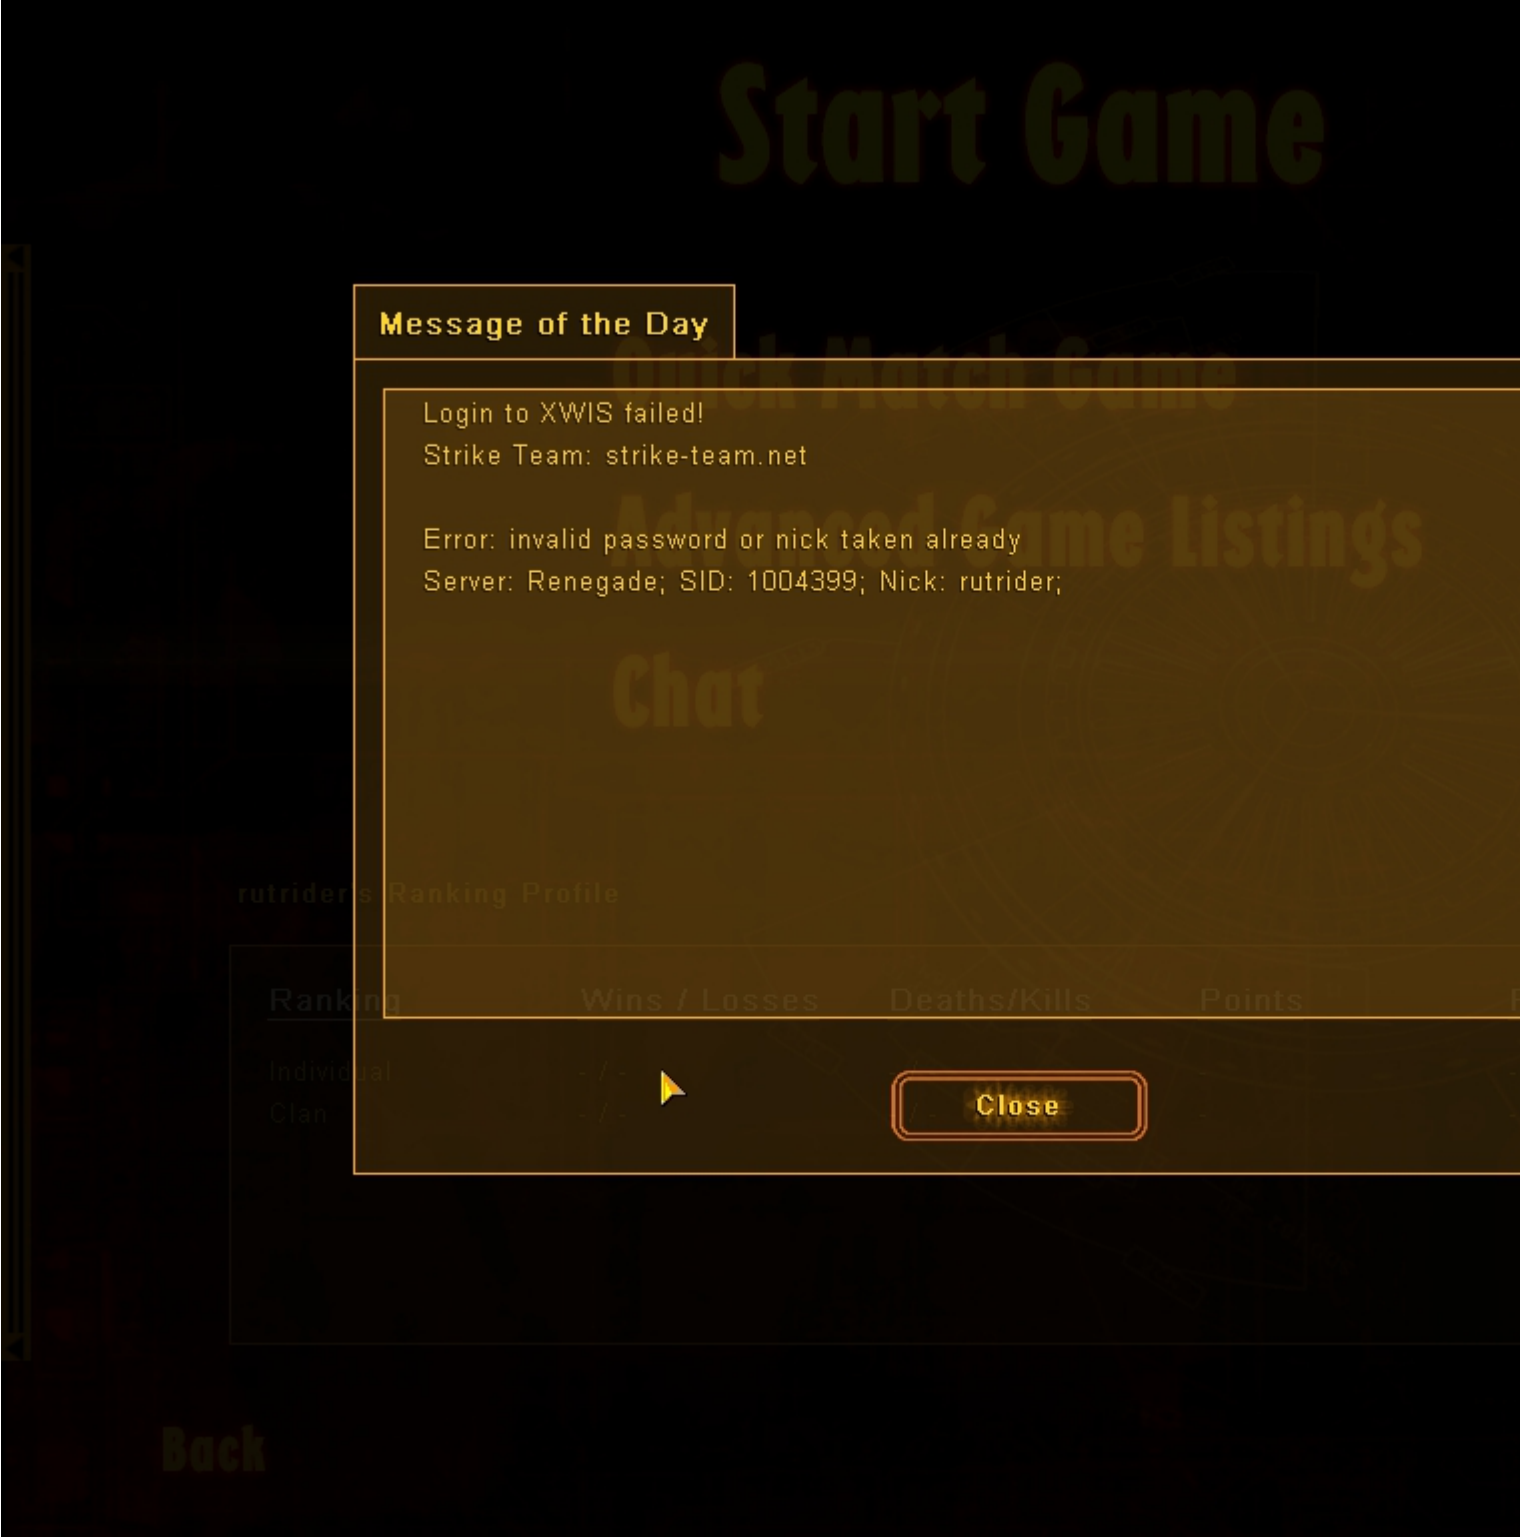 Start Game
Message of the Day
Quick Match Game
Login to XWIS failed!
Strike Team: strike-team.net
Advanced Game Listings
Error: invalid password or nick taken already
Server: Renegade; SID: 1004399; Nick: rutrider;
Chat
rutrider's Ranking Profile
Ranking Wins / Losses Deaths/Kills Points
Individual - / -
Clan - / - / - -
Close
Back